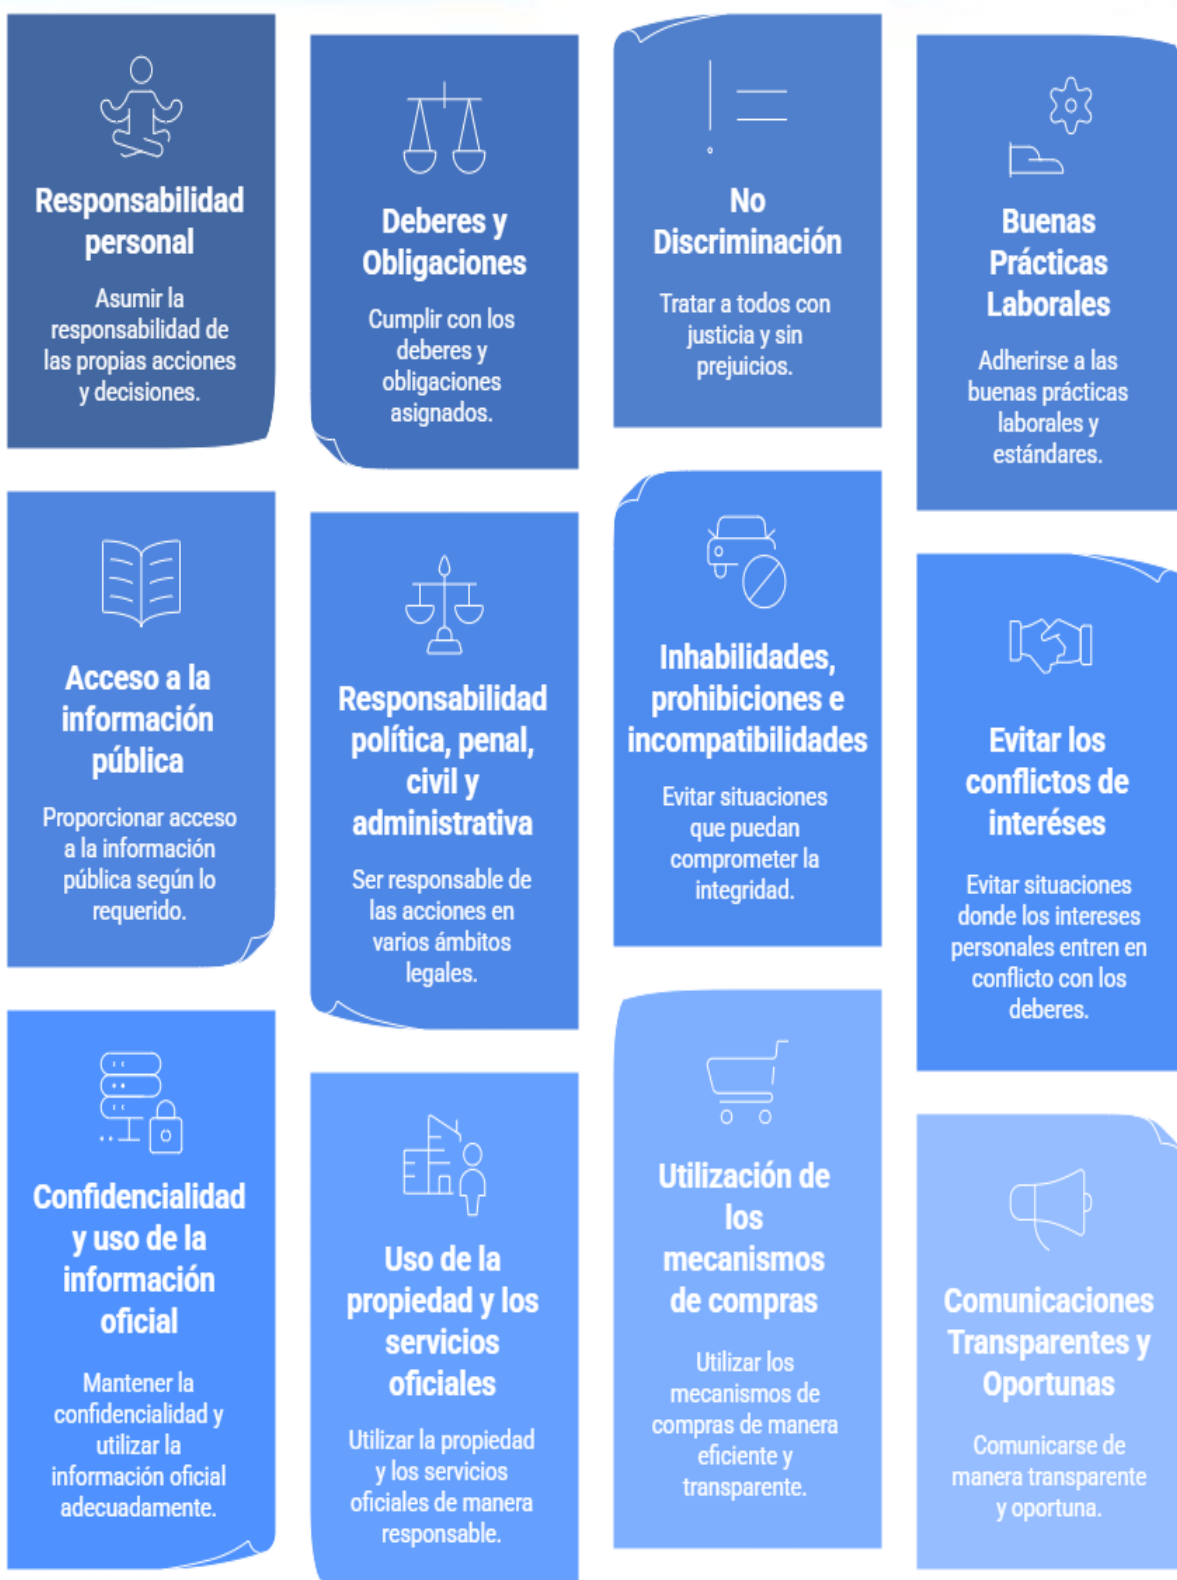 Responsabilidad
personal
Asumir la
responsabilidad de
las propias acciones
y decisiones.
Deberes y
Obligaciones
Cumplir con los
deberes y
obligaciones
asignados.
No
Discriminación
Tratar a todos con
justicia y sin
prejuicios.
Buenas
Prácticas
Laborales
Adherirse a las
buenas prácticas
laborales y
estándares.
Acceso a la
información
pública
Proporcionar acceso
a la información
pública según lo
requerido.
Responsabilidad
política, penal,
civil y
administrativa
Ser responsable de
las acciones en
varios ámbitos
legales.
Inhabilidades,
prohibiciones e
incompatibilidades
Evitar situaciones
que puedan
comprometer la
integridad.
Evitar los
conflictos de
interéses
Evitar situaciones
donde los intereses
personales entren en
conflicto con los
deberes.
Confidencialidad
y uso de la
información
oficial
Mantener la
confidencialidad y
utilizar la
información oficial
adecuadamente.
Uso de la
propiedad y los
servicios
oficiales
Utilizar la propiedad
y los servicios
oficiales de manera
responsable.
Utilización de
los
mecanismos
de compras
Utilizar los
mecanismos de
compras de manera
eficiente y
transparente.
Comunicaciones
Transparentes y
Oportunas
Comunicarse de
manera transparente
y oportuna.